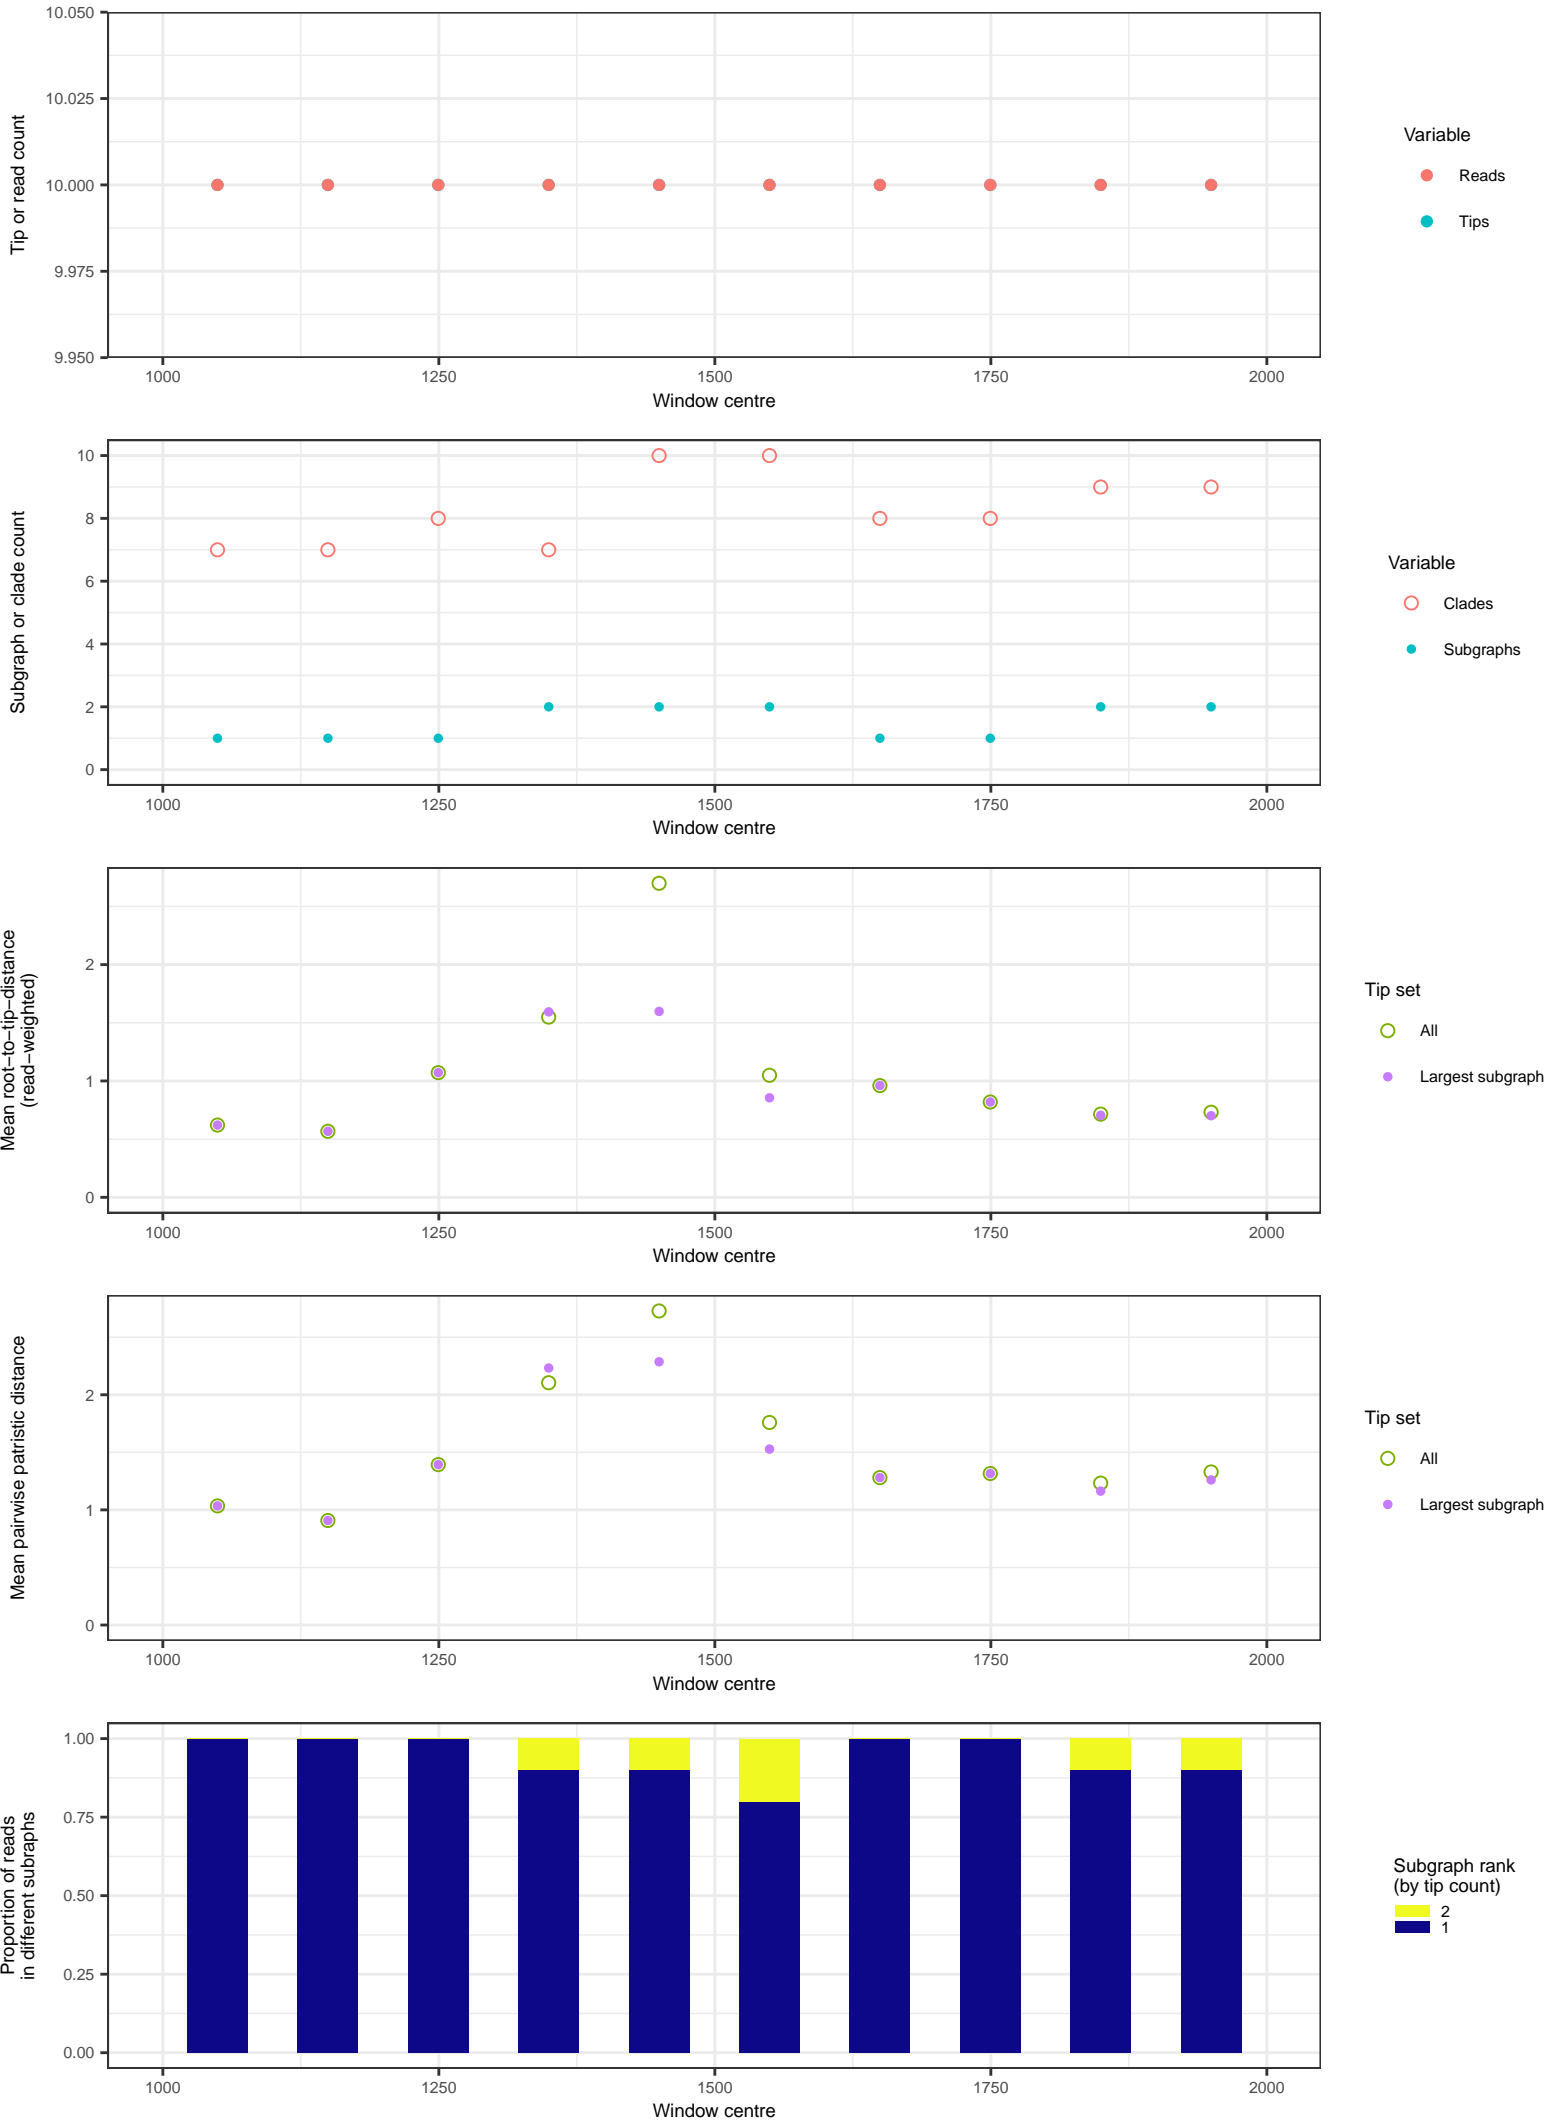 10.050
10.025
10.000
9.975
9.950
Tip or read count
1000 1250 1500 1750 2000
Window centre
Variable
Reads
Tips
10
8
6
4
2
0
Subgraph or clade count
1000 1250 1500 1750 2000
Window centre
Variable
Clades
Subgraphs
2
1
0
Mean root−to−tip−distance
(read−weighted)
1000 1250 1500 1750 2000
Window centre
Tip set
All
Largest subgraph
2
1
0
Mean pairwise patristic distance
1000 1250 1500 1750 2000
Window centre
Tip set
All
Largest subgraph
1.00
0.75
0.50
0.25
0.00
Proportion of reads
in different subraphs
1000 1250 1500 1750 2000
Window centre
Subgraph rank
(by tip count)
2
1